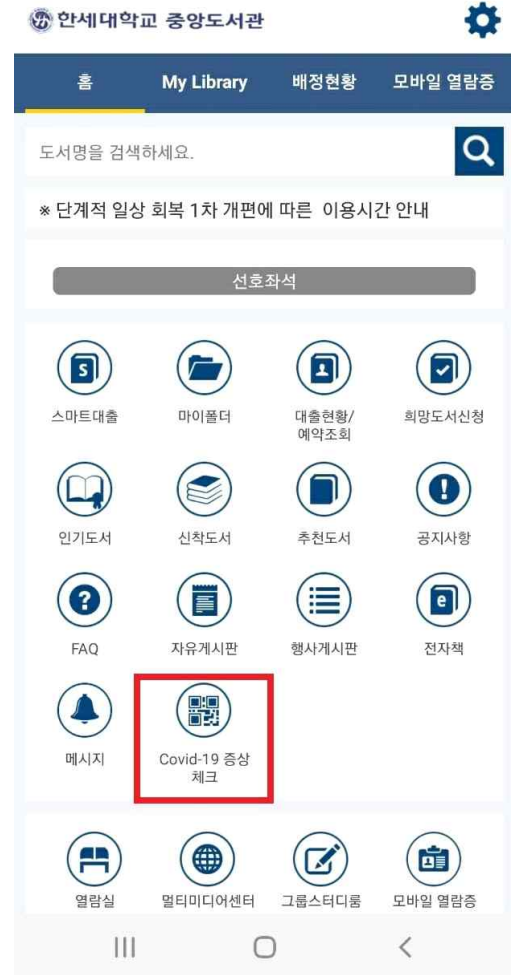 한세대학교 중앙도서관
홈 My Library 배정현황 모바일 열람증
도서명을 검색하세요.
※ 단계적 일상 회복 1차 개편에 따른 이용시간 안내
선호좌석
스마트대출 마이폴더 대출현황/ 희망도서신청
예약조회
인기도서 신착도서 추천도서 공지사항
FAQ 자유게시판 행사게시판 전자책
메시지 Covid-19 증상
체크
열람실 멀티미디어센터 그룹스터디룸 모바일 열람증